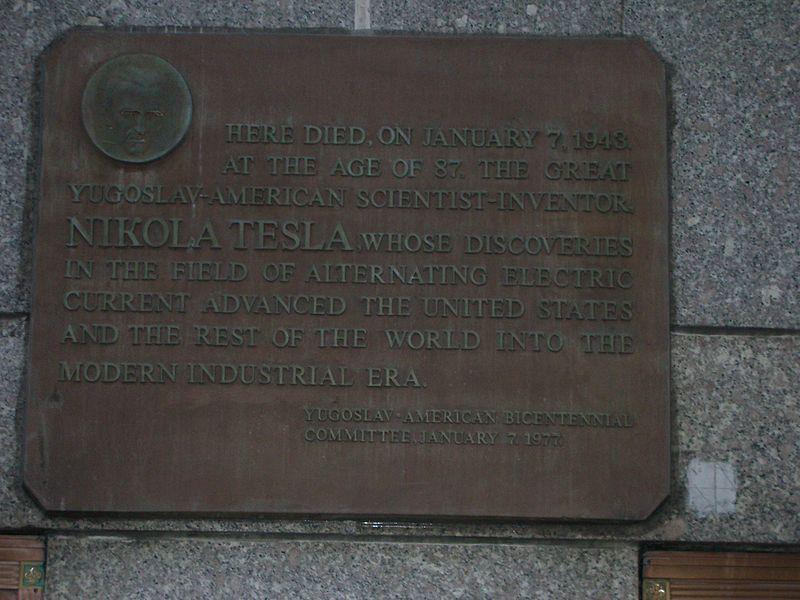 HERE DIED, ON JANUARY 7, 1943,
AT THE AGE OF 87, THE GREAT
YUGOSLAV-AMERICAN SCIENTIST-INVENTOR,
NIKOLA TESLA, WHOSE DISCOVERIES
IN THE FIELD OF ALTERNATING ELECTRIC
CURRENT ADVANCED THE UNITED STATES
AND THE REST OF THE WORLD INTO THE
MODERN INDUSTRIAL ERA.
YUGOSLAV-AMERICAN BICENTENNIAL
COMMITTEE, JANUARY 7, 1977